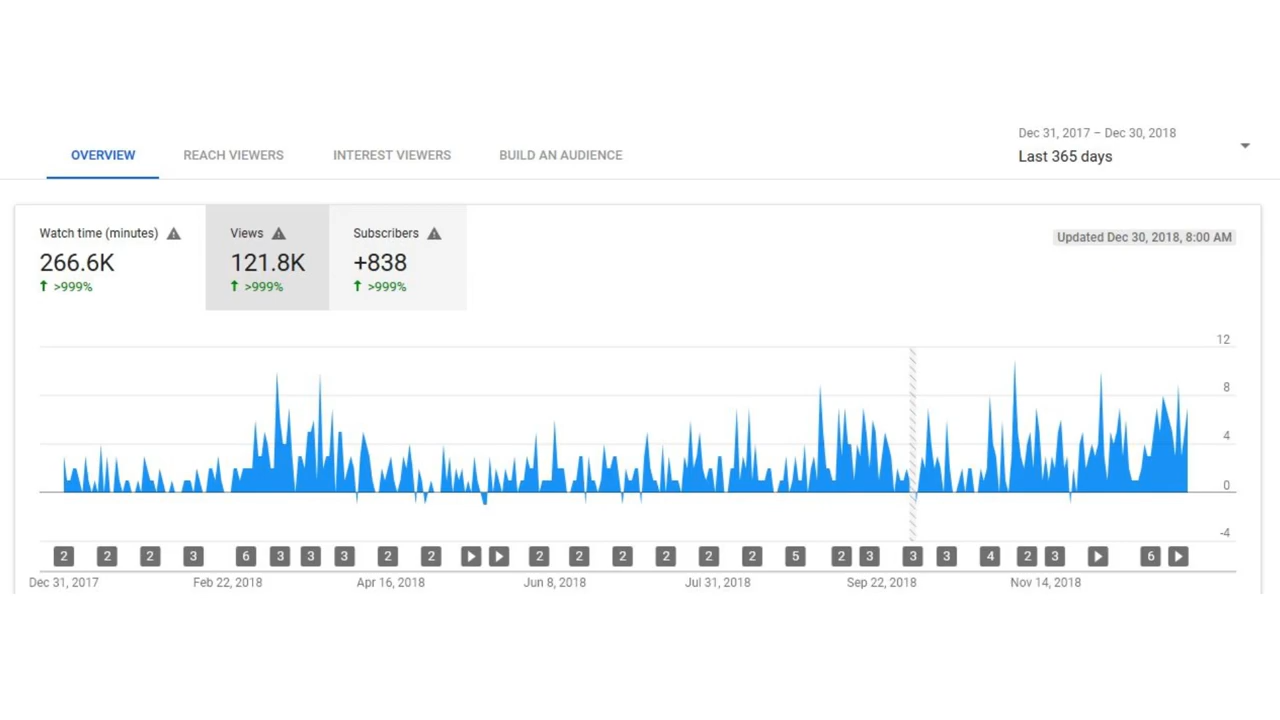 Dec 31, 2017 – Dec 30, 2018
OVERVIEW REACH VIEWERS INTEREST VIEWERS BUILD AN AUDIENCE
Last 365 days
Watch time (minutes) Views Subscribers
Updated Dec 30, 2018, 8:00 AM
266.6K 121.8K +838
>999% >999% >999%
12
8
4
0
-4
2 2 2 3 6 3 3 3 2 2 2 2 2 2 2 2 5 2 3 3 3 4 2 3 6
Dec 31, 2017 Feb 22, 2018 Apr 16, 2018 Jun 8, 2018 Jul 31, 2018 Sep 22, 2018 Nov 14, 2018